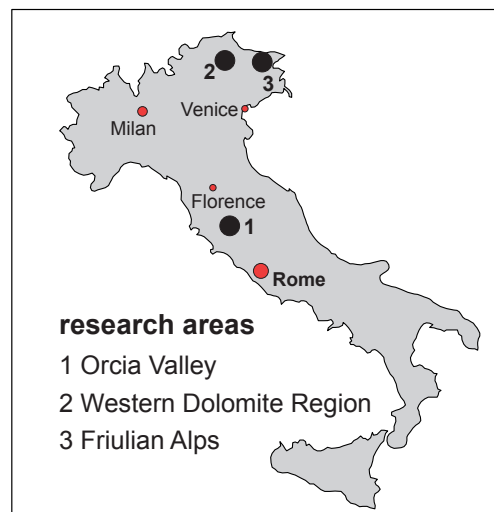 2
3
Venice
Milan
Florence
1
Rome
research areas
1 Orcia Valley
2 Western Dolomite Region
3 Friulian Alps